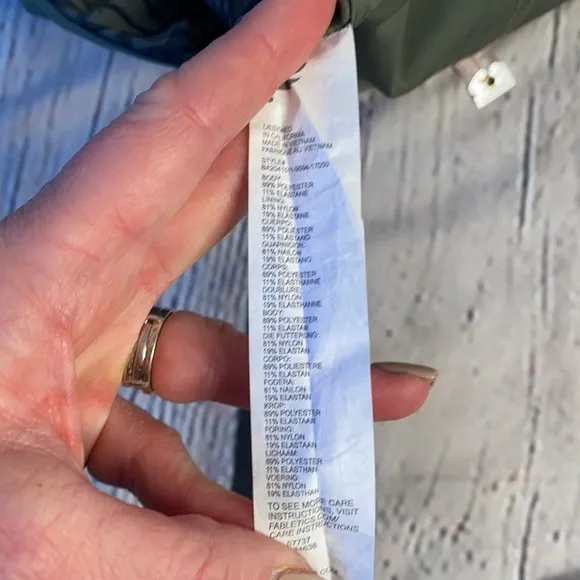 DESIGNED
IN CALIFORNIA
MADE IN VIETNAM
FABRIQUÉ AU VIETNAM
BODY:
89% POLYESTER
11% ELASTANE
LINING:
81% NYLON
19% ELASTANE
CUERPO:
89% POLIÉSTER
11% ELASTANO
GUARNICIÓN:
81% NAILON
19% ELASTANO
CORPS:
89% POLYESTER
11% ELASTHANNE
DOUBLURE:
81% NYLON
19% ELASTHANNE
BODY:
89% POLYESTER
11% ELASTAN
DIE FUTTERING:
81% NYLON
19% ELASTAN
CORPO:
89% POLIESTERE
11% ELASTAN
FODERA:
81% NAILON
19% ELASTAN
KROP:
89% POLYESTER
11% ELASTAAN
FORING:
81% NYLON
19% ELASTAAN
LICHAAM:
89% POLYESTER
11% ELASTHAN
VOERING:
81% NYLON
19% ELASTHAN
TO SEE MORE CARE
INSTRUCTIONS, VISIT
FABLETICS.COM/
CARE INSTRUCTIONS